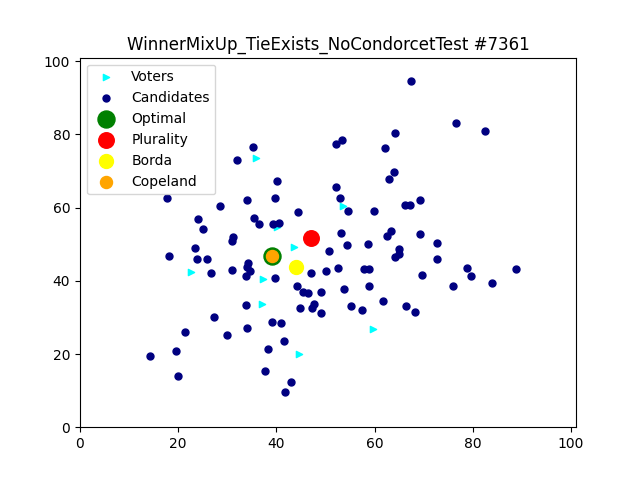 WinnerMixUp_TieExists_NoCondorcetTest #7361
100
80
60
40
20
0
0
20
40
60
80
100
Voters
Candidates
Optimal
Plurality
Borda
Copeland